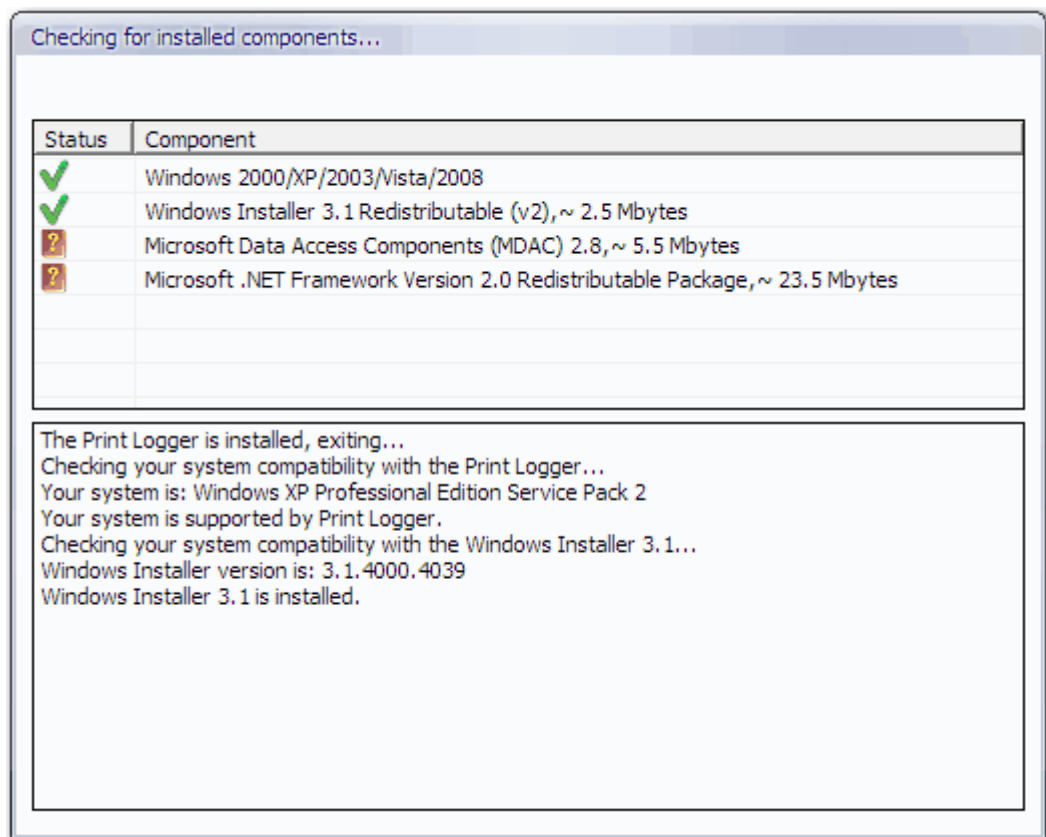 Checking for installed components...
Status Component
Windows 2000/XP/2003/Vista/2008
Windows Installer 3.1 Redistributable (v2),~ 2.5 Mbytes
Microsoft Data Access Components (MDAC) 2.8,~ 5.5 Mbytes
Microsoft .NET Framework Version 2.0 Redistributable Package,~ 23.5 Mbytes
The Print Logger is installed, exiting...
Checking your system compatibility with the Print Logger...
Your system is: Windows XP Professional Edition Service Pack 2
Your system is supported by Print Logger.
Checking your system compatibility with the Windows Installer 3.1...
Windows Installer version is: 3.1.4000.4039
Windows Installer 3.1 is installed.